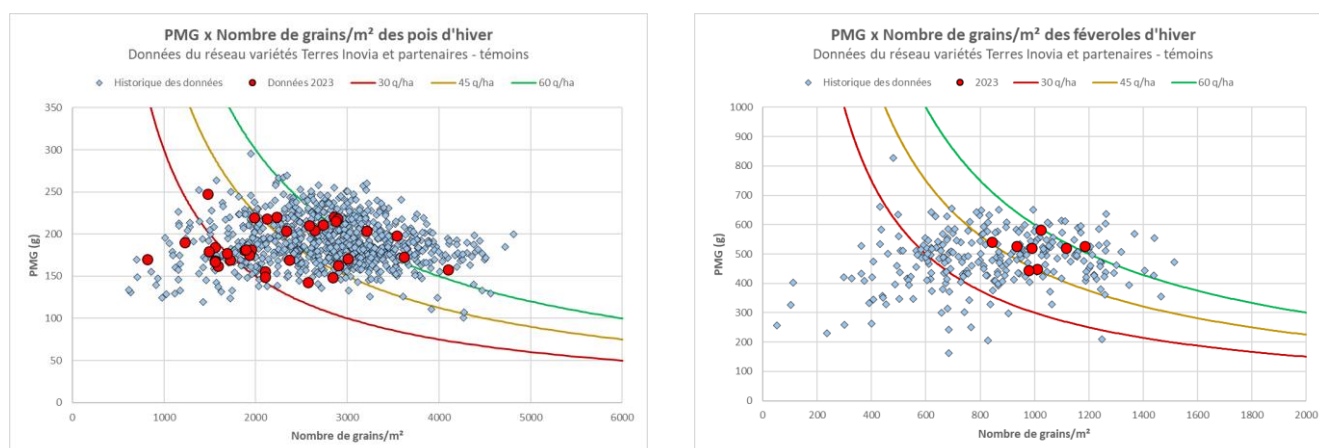 PMG x Nombre de grains/m² des pois d'hiver
Données du réseau variétés Terres Inovia et partenaires - témoins
Historique des données Données 2023 30 q/ha 45 q/ha 60 q/ha
350
300
250
200
150
100
50
0
PMG (g)
0 1000 2000 3000 4000 5000 6000
Nombre de grains/m²
PMG x Nombre de grains/m² des féveroles d'hiver
Données du réseau variétés Terres Inovia et partenaires - témoins
Historique des données 2023 30 q/ha 45 q/ha 60 q/ha
1000
900
800
700
600
500
400
300
200
100
0
PMG (g)
0 200 400 600 800 1000 1200 1400 1600 1800 2000
Nombre de grains/m²